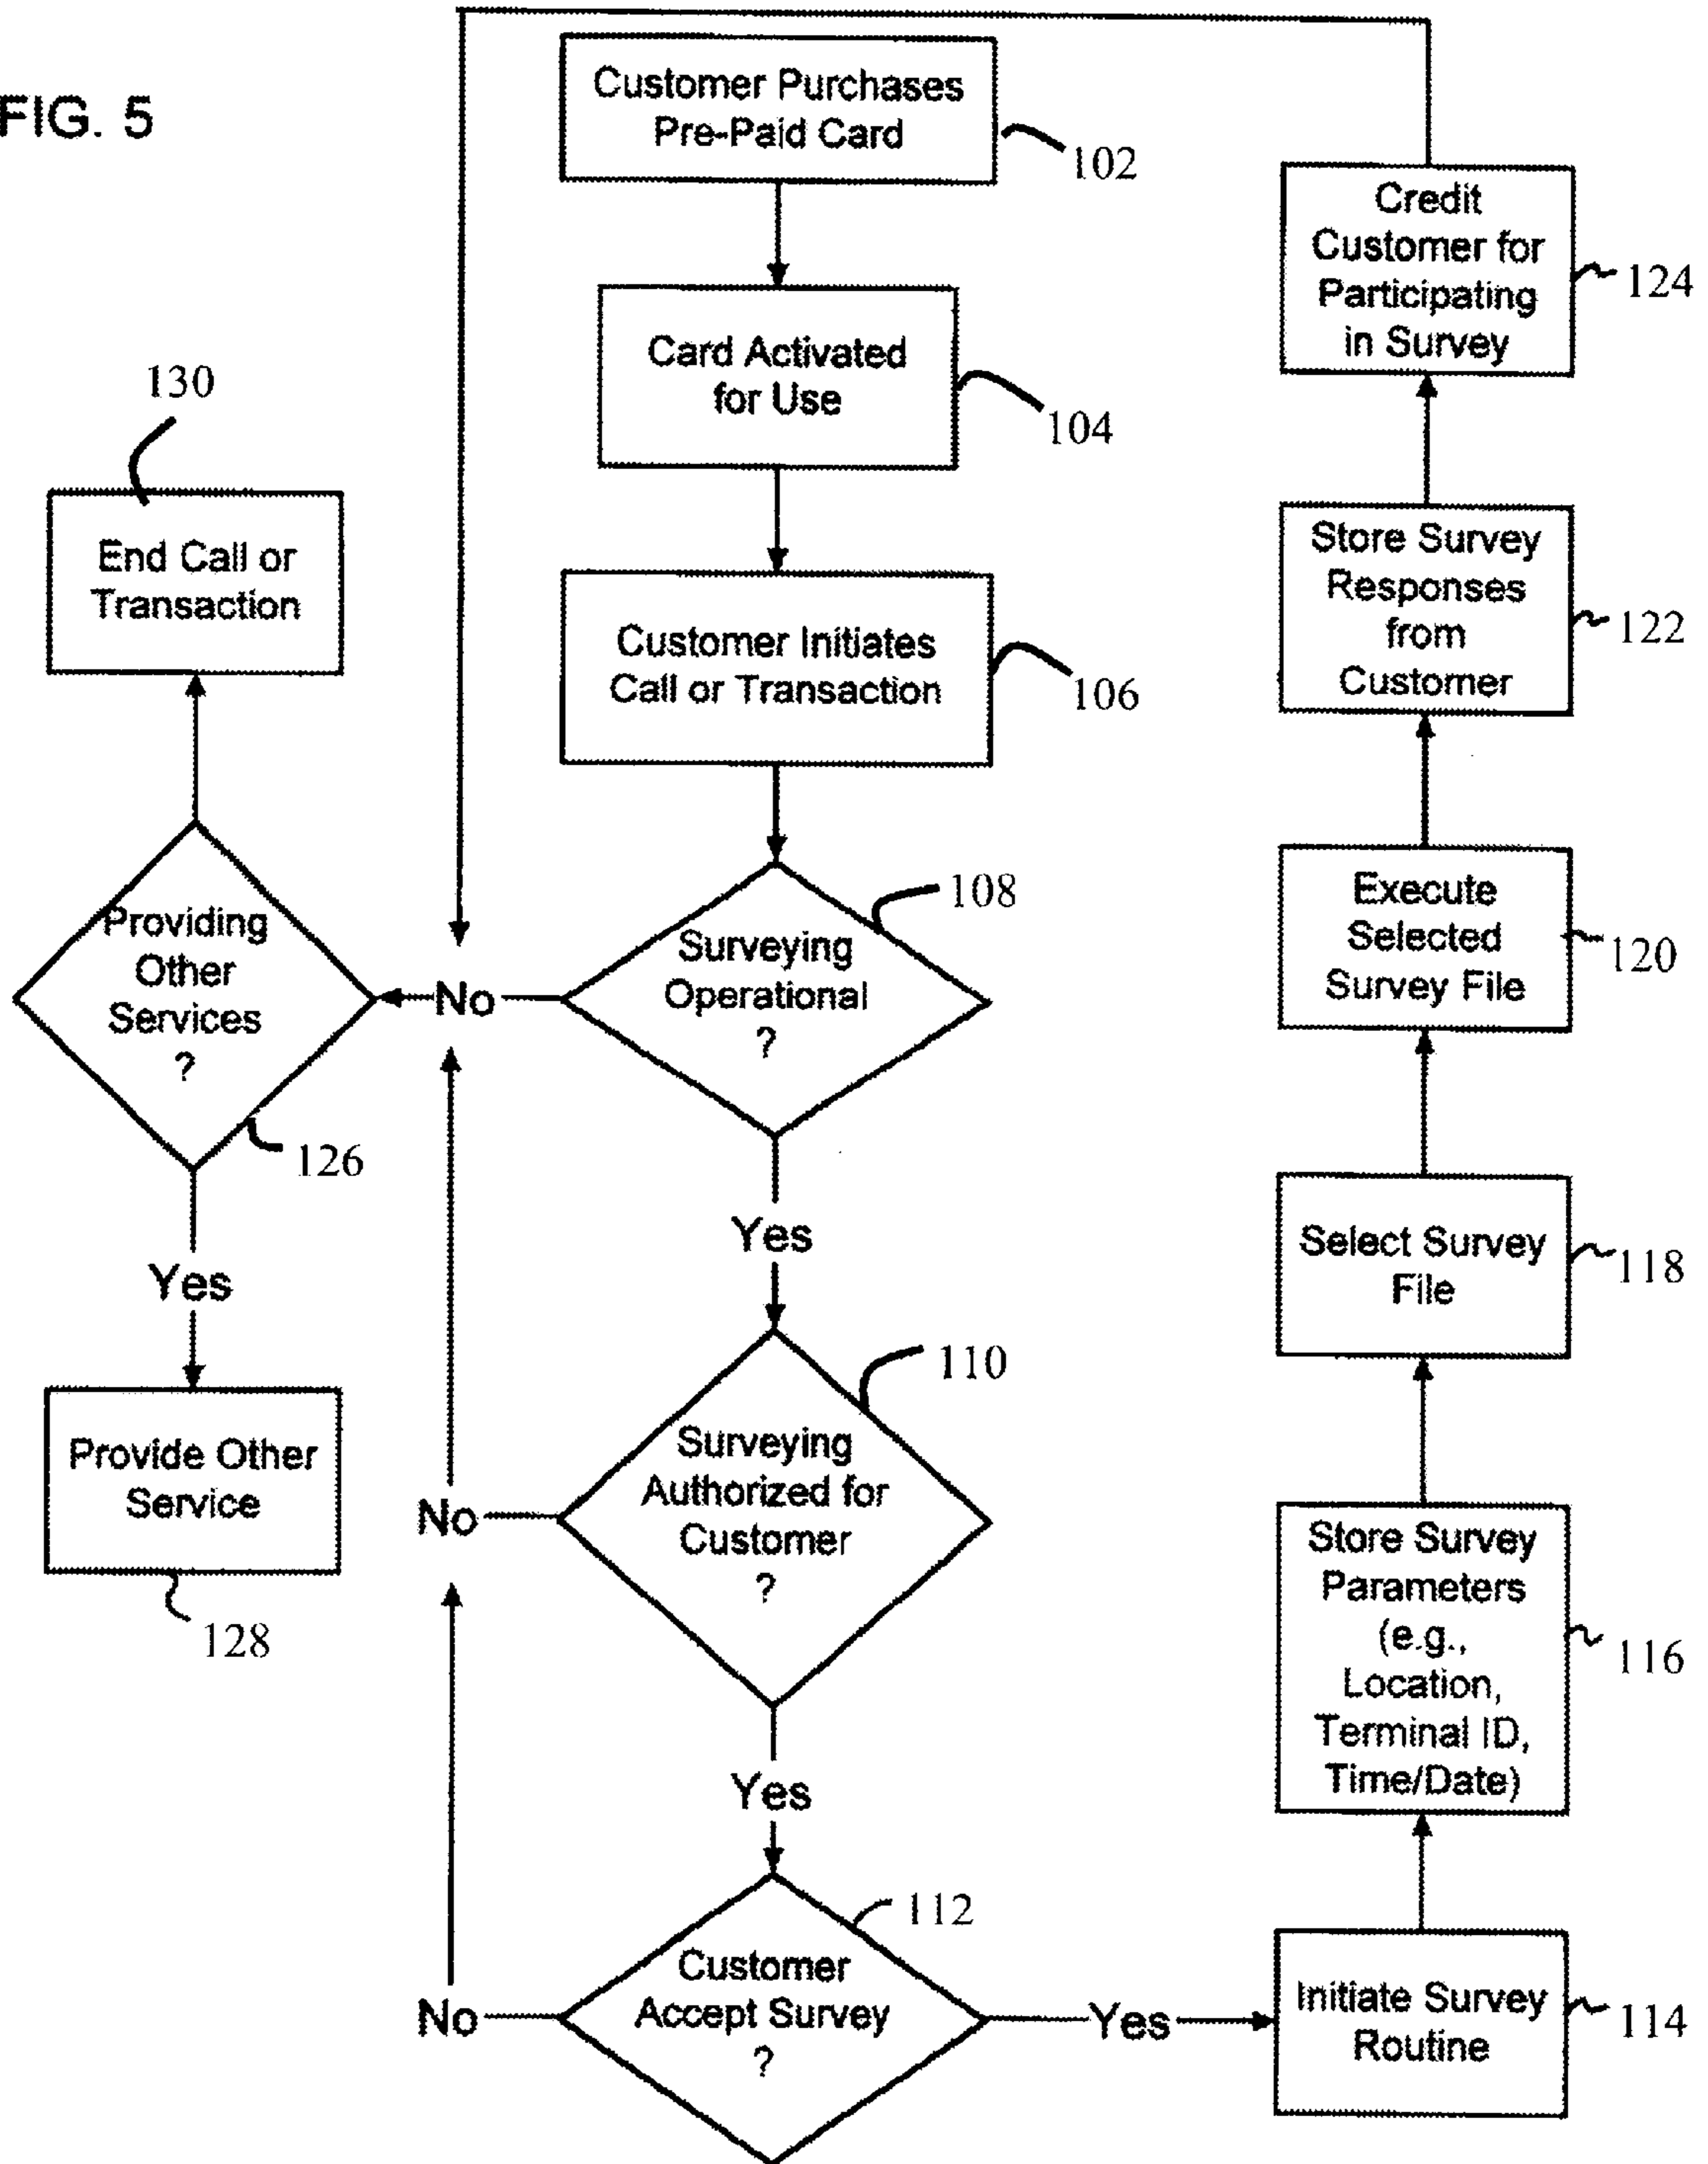 FIG. 5
Customer Purchases
Pre-Paid Card
102
Card Activated
for Use
104
Customer Initiates
Call or Transaction
106
Surveying
Operational
?
108
No
Yes
Surveying
Authorized for
Customer
?
110
No
Yes
Customer
Accept Survey
?
112
No
Yes
Initiate Survey
Routine
114
Store Survey
Parameters
(e.g.,
Location,
Terminal ID,
Time/Date)
116
Select Survey
File
118
Execute
Selected
Survey File
120
Store Survey
Responses
from
Customer
122
Credit
Customer for
Participating
in Survey
124
Providing
Other
Services
?
126
Yes
Provide Other
Service
128
End Call or
Transaction
130